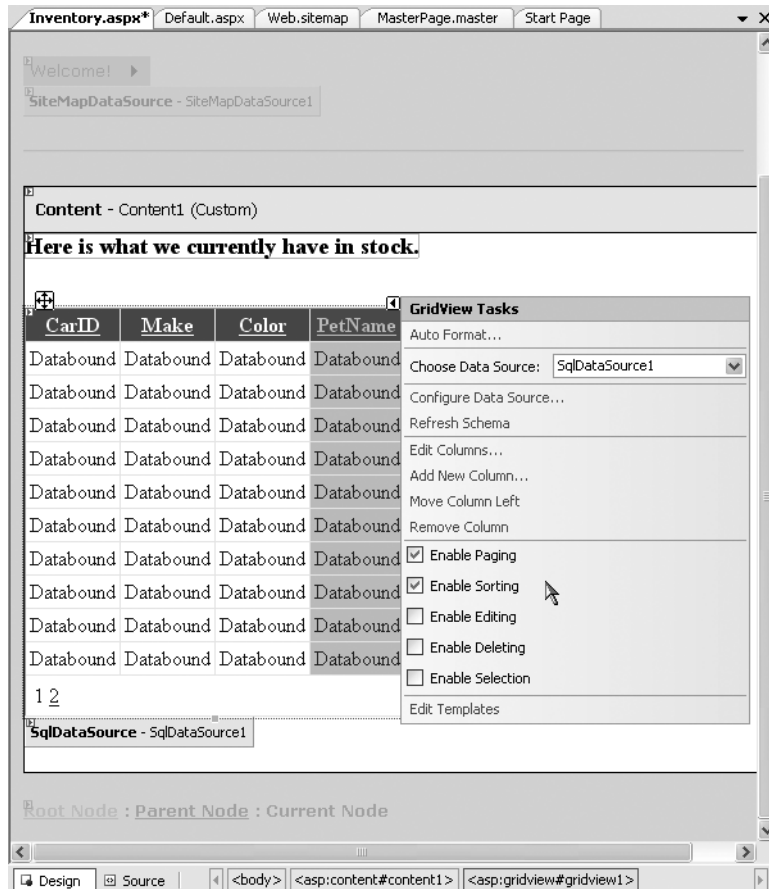 Inventory.aspx* Default.aspx Web.sitemap MasterPage.master Start Page
Welcome!
SiteMapDataSource - SiteMapDataSource1
Content - Content1 (Custom)
Here is what we currently have in stock.
CarID Make Color PetName
Databound Databound Databound Databound
Databound Databound Databound Databound
Databound Databound Databound Databound
Databound Databound Databound Databound
Databound Databound Databound Databound
Databound Databound Databound Databound
Databound Databound Databound Databound
Databound Databound Databound Databound
Databound Databound Databound Databound
Databound Databound Databound Databound
1 2
GridView Tasks
Auto Format...
Choose Data Source: SqlDataSource1
Configure Data Source...
Refresh Schema
Edit Columns...
Add New Column...
Move Column Left
Remove Column
Enable Paging
Enable Sorting
Enable Editing
Enable Deleting
Enable Selection
Edit Templates
SqlDataSource - SqlDataSource1
Root Node : Parent Node : Current Node
Design Source <body> <asp:content#content1> <asp:gridview#gridview1>